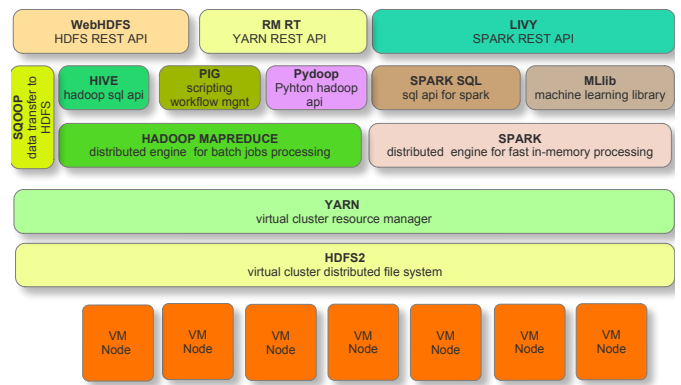 WebHDFS
HDFS REST API
RM RT
YARN REST API
LIVY
SPARK REST API
SQOOP
data transfer to
HDFS
HIVE
hadoop sql api
PIG
scripting
workflow mgnt
Pydoop
Pyhton hadoop
api
SPARK SQL
sql api for spark
MLlib
machine learning library
HADOOP MAPREDUCE
distributed engine for batch jobs processing
SPARK
distributed engine for fast in-memory processing
YARN
virtual cluster resource manager
HDFS2
virtual cluster distributed file system
VM
Node
VM
Node
VM
Node
VM
Node
VM
Node
VM
Node
VM
Node